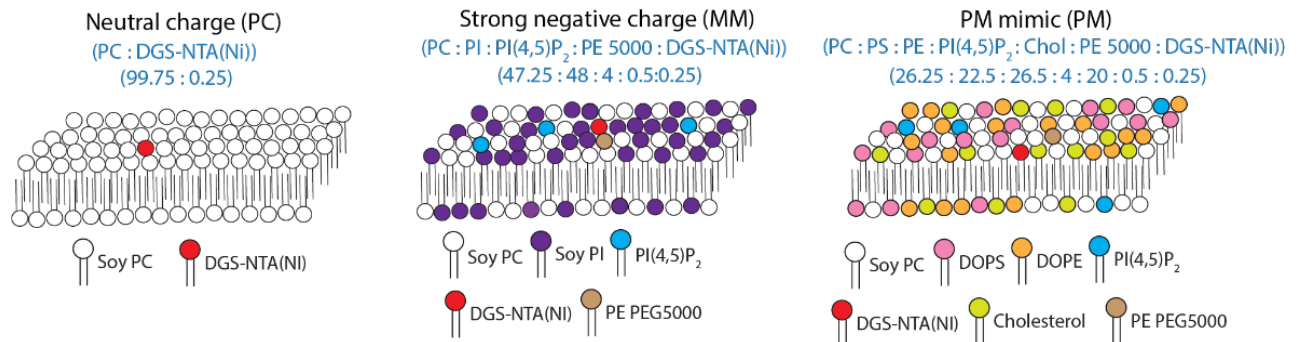 Neutral charge (PC)
(PC : DGS-NTA(Ni))
(99.75 : 0.25)
Soy PC
DGS-NTA(NI)
Strong negative charge (MM)
(PC : PI : PI(4,5)P₂ : PE 5000 : DGS-NTA(Ni))
(47.25 : 48 : 4 : 0.5:0.25)
Soy PC
Soy PI
PI(4,5)P₂
DGS-NTA(NI)
PE PEG5000
PM mimic (PM)
(PC : PS : PE : PI(4,5)P₂ : Chol : PE 5000 : DGS-NTA(Ni))
(26.25 : 22.5 : 26.5 : 4 : 20 : 0.5 : 0.25)
Soy PC
DOPS
DOPE
PI(4,5)P₂
DGS-NTA(NI)
Cholesterol
PE PEG5000